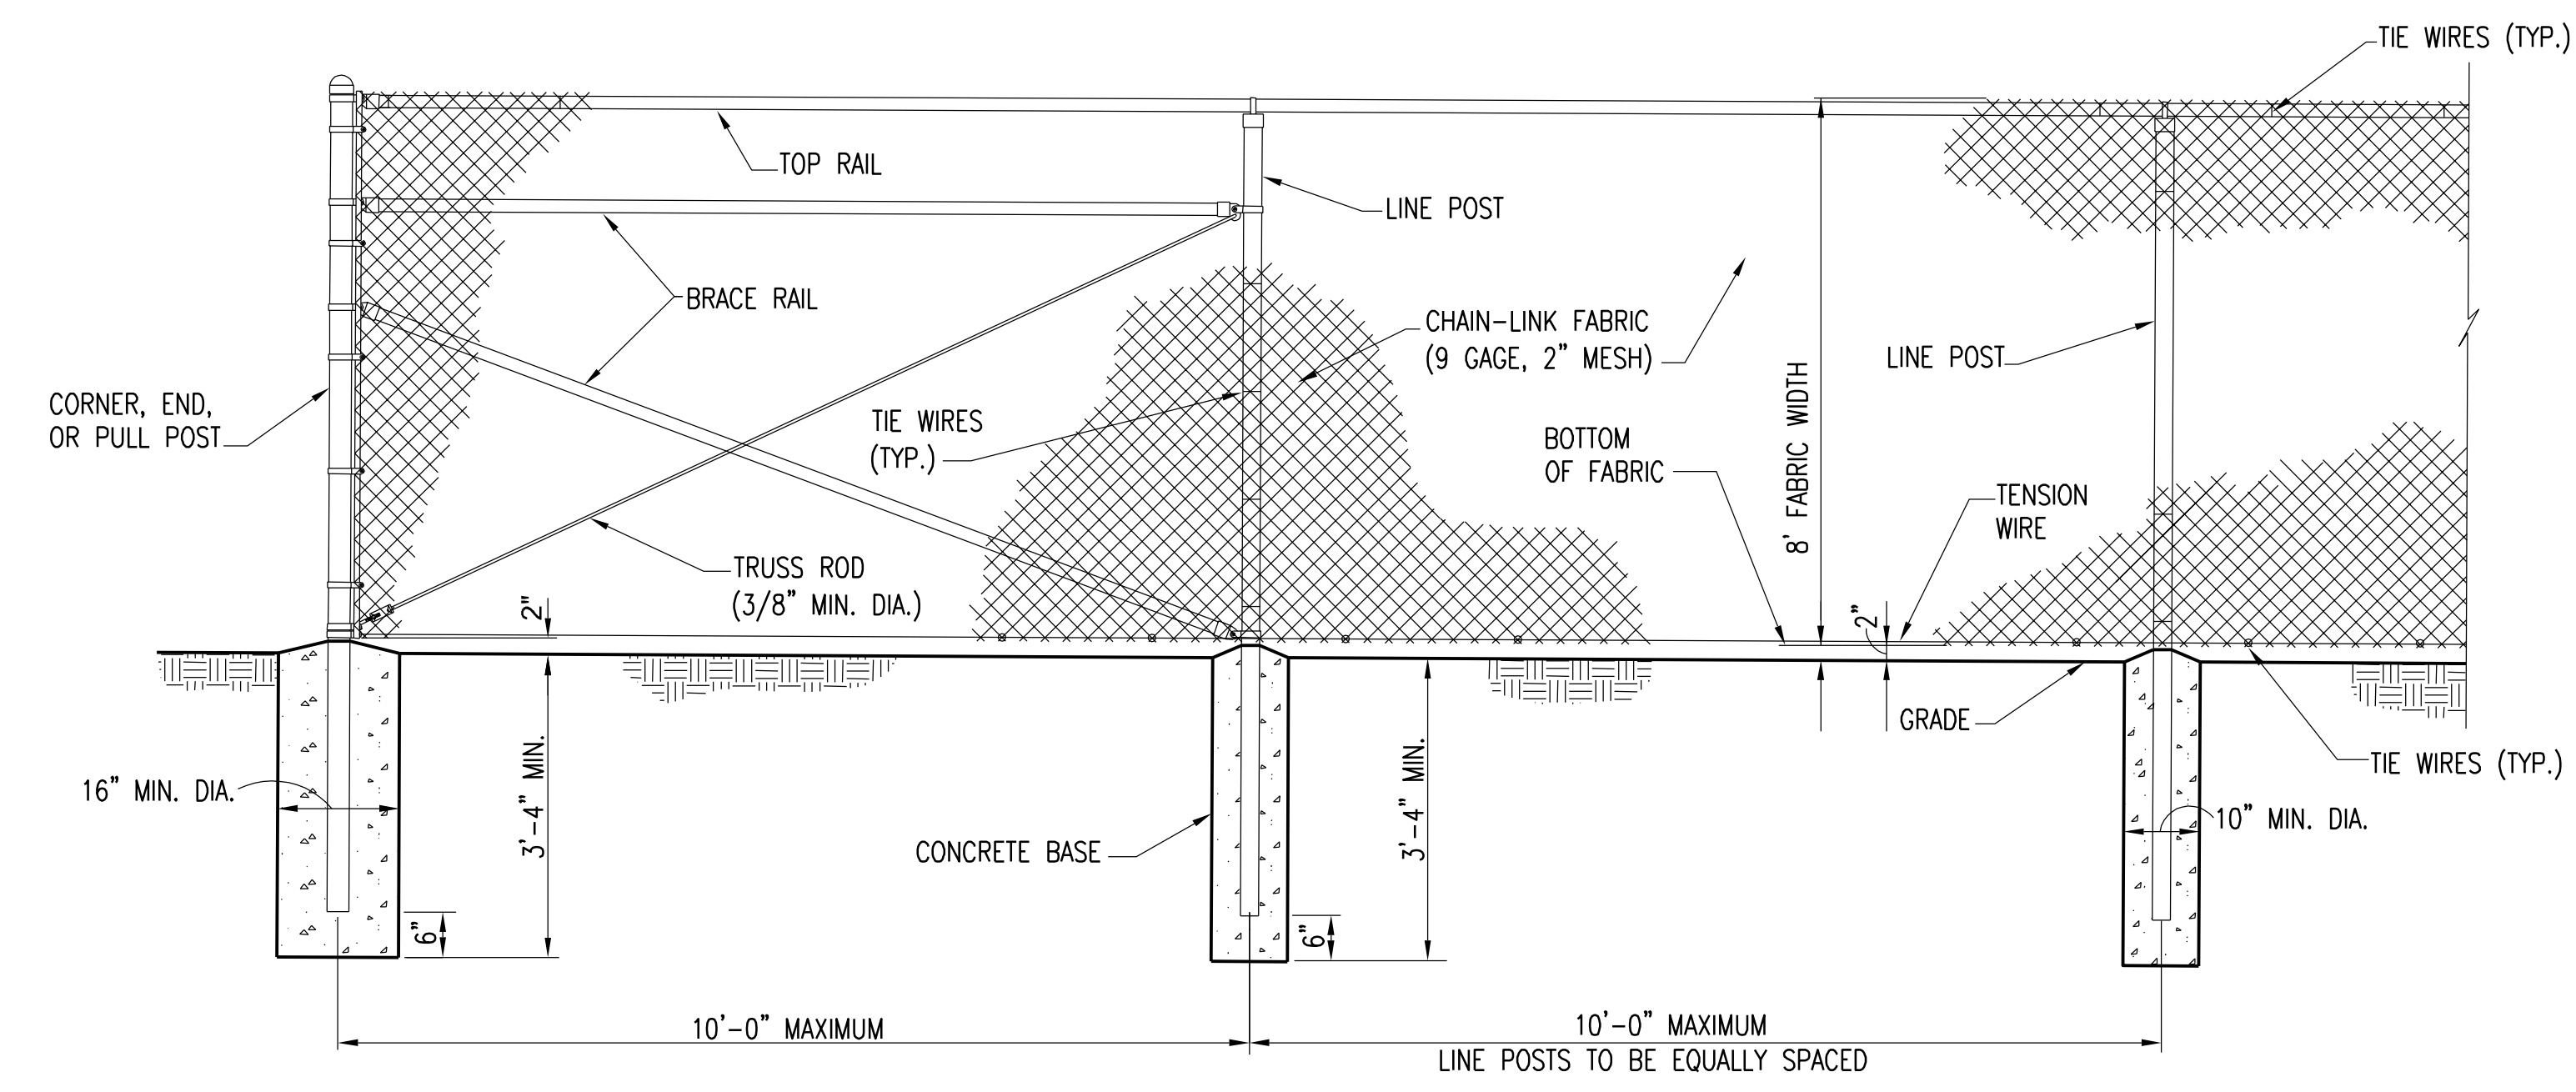 TIE WIRES (TYP.)
TOP RAIL
LINE POST
BRACE RAIL
CHAIN-LINK FABRIC
(9 GAGE, 2" MESH)
LINE POST
8' FABRIC WIDTH
CORNER, END,
OR PULL POST
TIE WIRES
(TYP.)
BOTTOM
OF FABRIC
TENSION
WIRE
TRUSS ROD
(3/8" MIN. DIA.)
2"
2"
GRADE
TIE WIRES (TYP.)
16" MIN. DIA.
3'-4" MIN.
3'-4" MIN.
10" MIN. DIA.
CONCRETE BASE
6"
6"
10'-0" MAXIMUM
10'-0" MAXIMUM
LINE POSTS TO BE EQUALLY SPACED